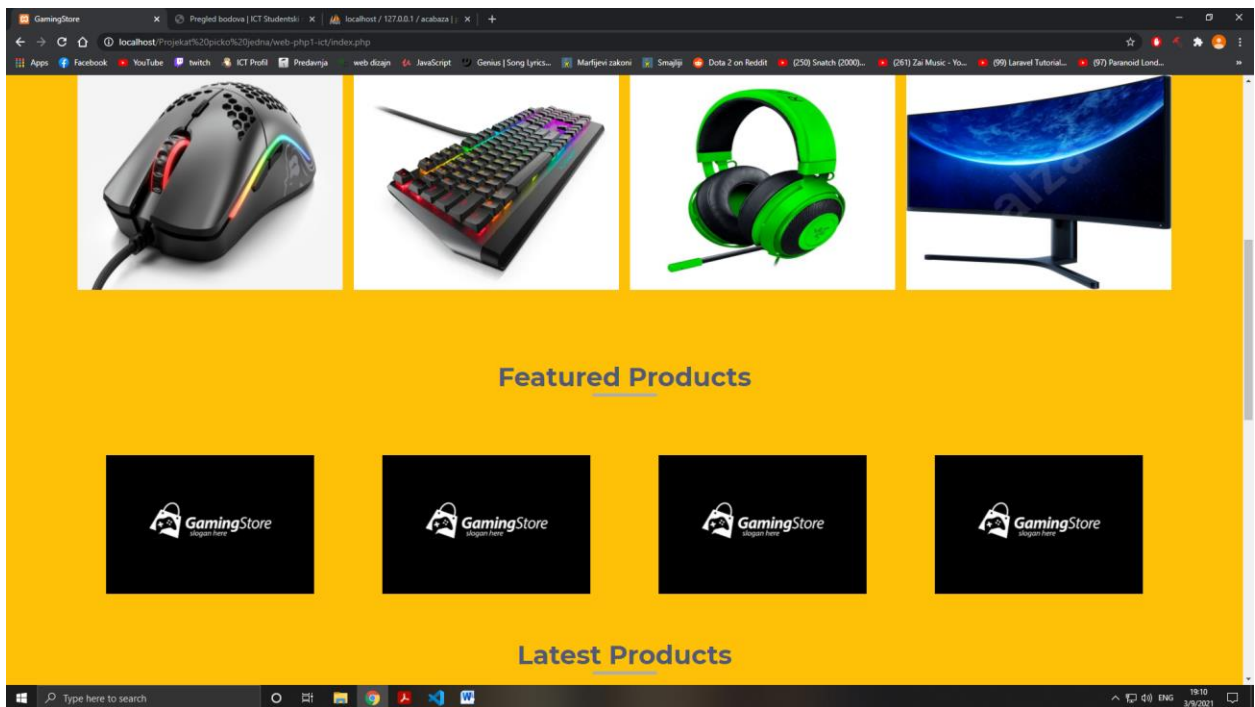 GamingStore
Pregled bodova | ICT Studentski
localhost / 127.0.0.1 / acabaza |
localhost/Projekat%20picko%20jedna/web-php1-ict/index.php
Apps Facebook YouTube twitch ICT Profil Predavnja web dizajn JavaScript Genius | Song Lyrics... Marfijevi zakoni Smajliji Dota 2 on Reddit (250) Snatch (2000)... (261) Zai Music - Yo... (99) Laravel Tutorial... (97) Paranoid Lond...
alza
Featured Products
GamingStore
slogan here
GamingStore
slogan here
GamingStore
slogan here
GamingStore
slogan here
Latest Products
Type here to search
ENG
19:10
3/9/2021